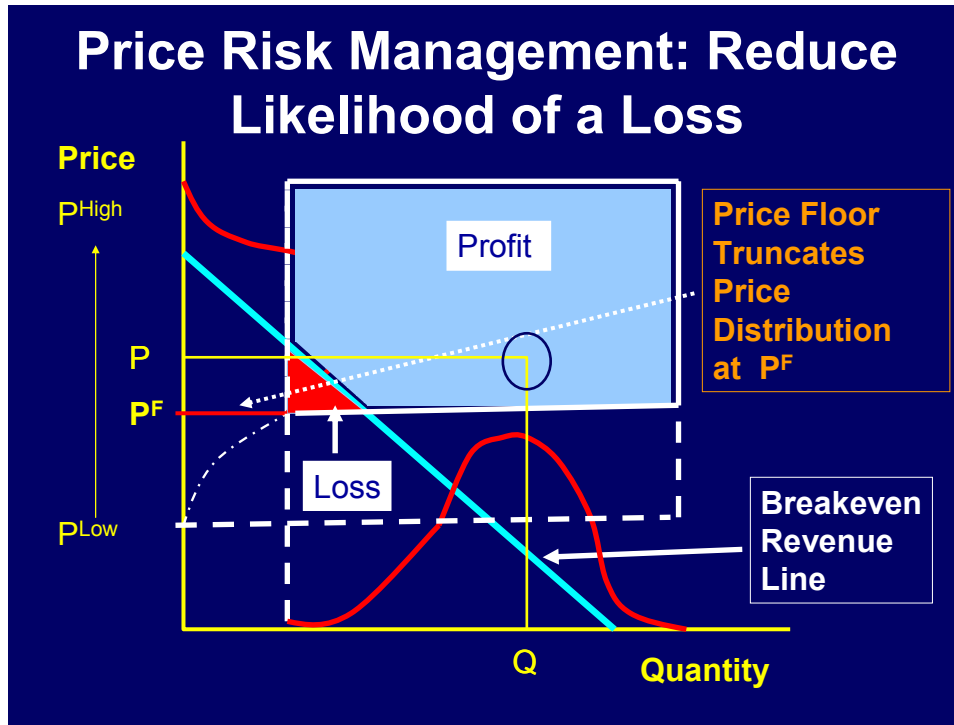 Price Risk Management: Reduce
Likelihood of a Loss
Price
PHigh
Profit
Price Floor
Truncates
Price
Distribution
at PF
P
PF
Loss
PLow
Breakeven
Revenue
Line
Q
Quantity